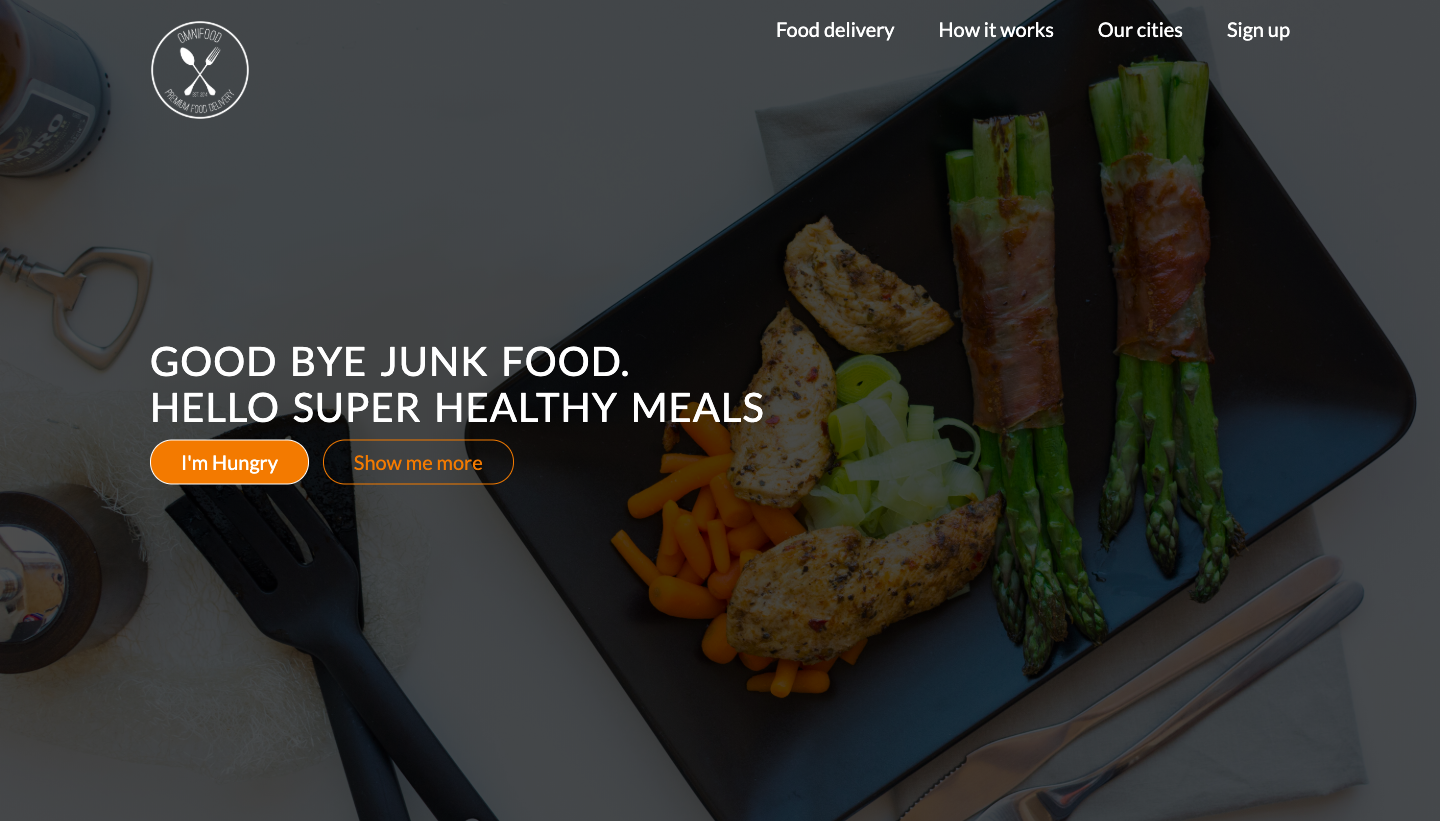 OMNIFOOD
EST 2014
PREMIUM FOOD DELIVERY
Food delivery
How it works
Our cities
Sign up
GOOD BYE JUNK FOOD.
HELLO SUPER HEALTHY MEALS
I'm Hungry
Show me more